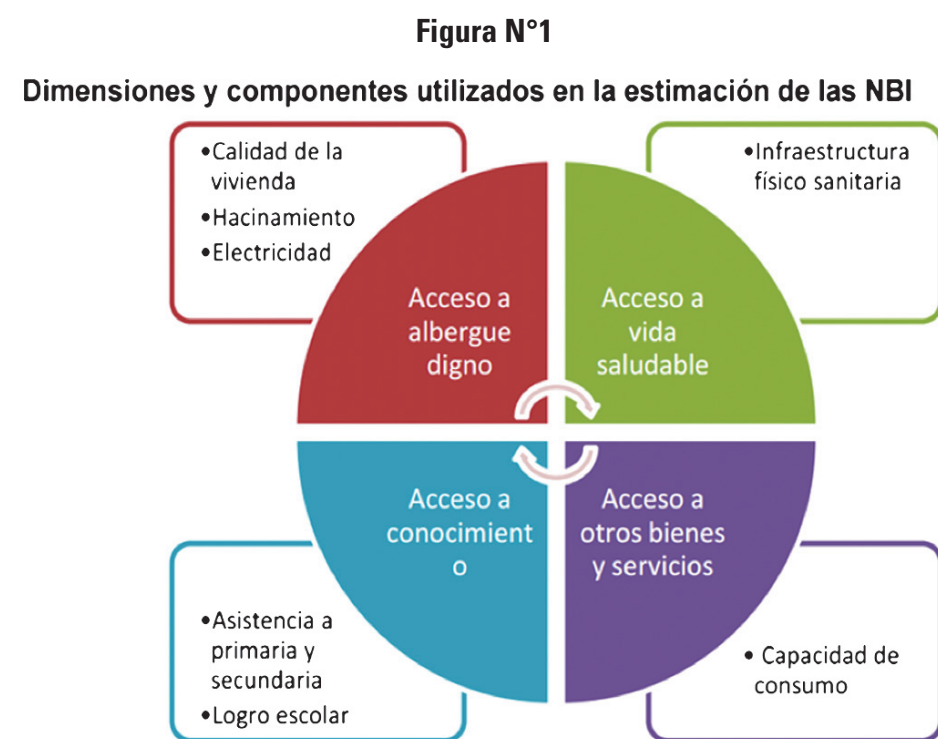 Figura N°1
Dimensiones y componentes utilizados en la estimación de las NBI
•Calidad de la
vivienda
•Hacinamiento
•Electricidad
•Infraestructura
físico sanitaria
Acceso a
albergue
digno
Acceso a
vida
saludable
Acceso a
conocimient
o
Acceso a
otros bienes
y servicios
•Asistencia a
primaria y
secundaria
•Logro escolar
• Capacidad de
consumo